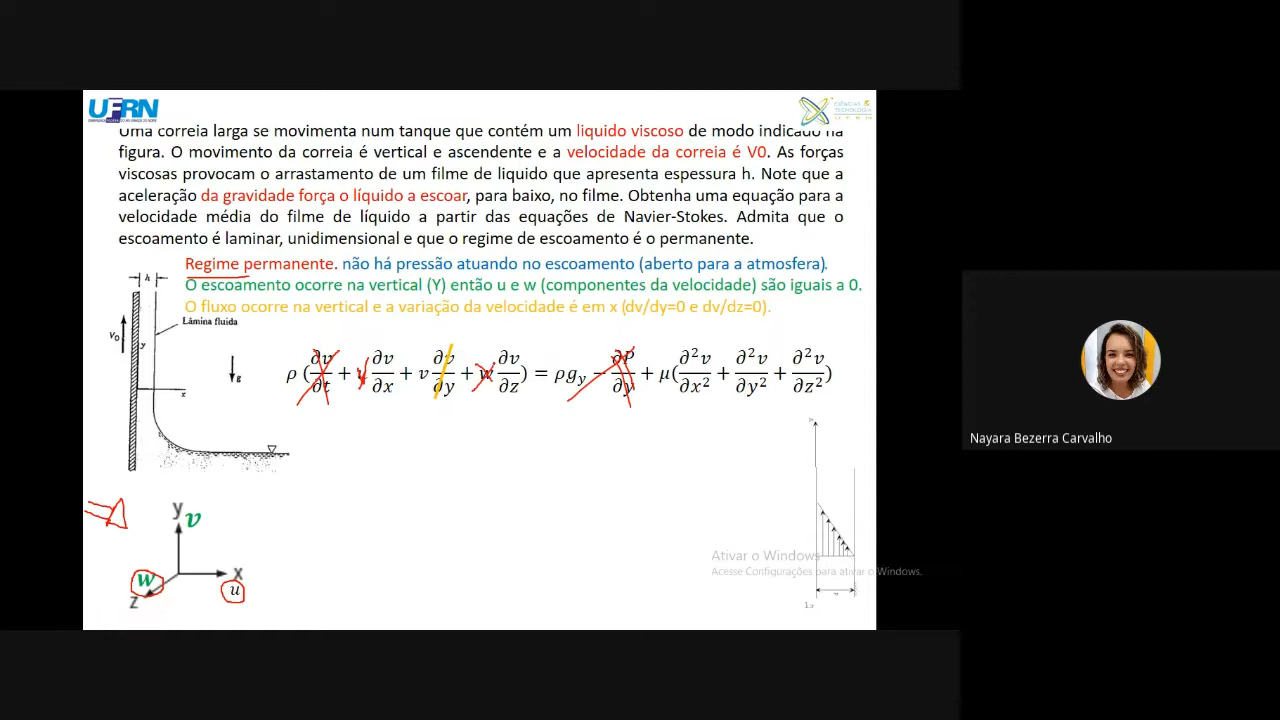 UFRN
CIÊNCIAS &
TECNOLOGIA
UFRN
Uma correia larga se movimenta num tanque que contém um liquido viscoso de modo indicado na
figura. O movimento da correia é vertical e ascendente e a velocidade da correia é V0. As forças
viscosas provocam o arrastamento de um filme de liquido que apresenta espessura h. Note que a
aceleração da gravidade força o líquido a escoar, para baixo, no filme. Obtenha uma equação para a
velocidade média do filme de líquido a partir das equações de Navier-Stokes. Admita que o
escoamento é laminar, unidimensional e que o regime de escoamento é o permanente.
Regime permanente. não há pressão atuando no escoamento (aberto para a atmosfera).
O escoamento ocorre na vertical (Y) então u e w (componentes da velocidade) são iguais a 0.
O fluxo ocorre na vertical e a variação da velocidade é em x (dv/dy=0 e dv/dz=0).
h
Lâmina fluida
V₀
y
g
x
ρ (∂v/∂t + u ∂v/∂x + v ∂v/∂y + w ∂v/∂z) = ρg_y − ∂P/∂y + μ(∂²v/∂x² + ∂²v/∂y² + ∂²v/∂z²)
Nayara Bezerra Carvalho
y v
w
x
z
u
Ativar o Windows
Acesse Configurações para ativar o Windows.